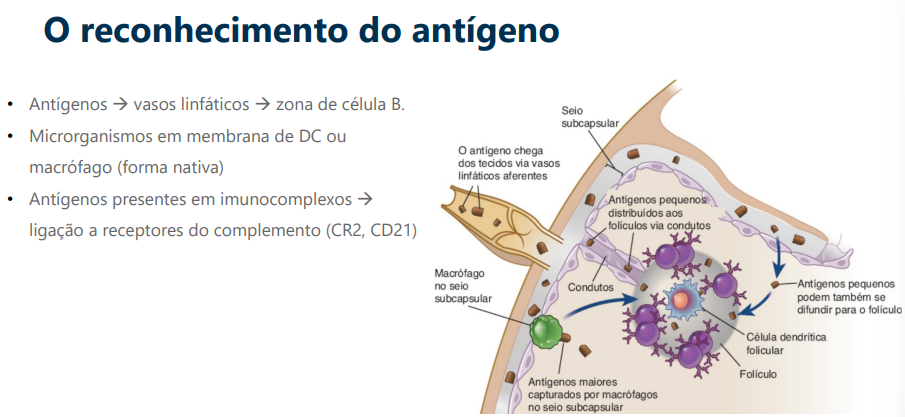 O reconhecimento do antígeno
• Antígenos → vasos linfáticos → zona de célula B.
• Microrganismos em membrana de DC ou
macrófago (forma nativa)
• Antígenos presentes em imunocomplexos →
ligação a receptores do complemento (CR2, CD21)
Seio
subcapsular
O antígeno chega
dos tecidos via vasos
linfáticos aferentes
Antígenos pequenos
distribuídos aos
folículos via condutos
Macrófago
no seio
subcapsular
Condutos
Antígenos pequenos
podem também se
difundir para o folículo
Célula dendrítica
folicular
Folículo
Antígenos maiores
capturados por macrófagos
no seio subcapsular